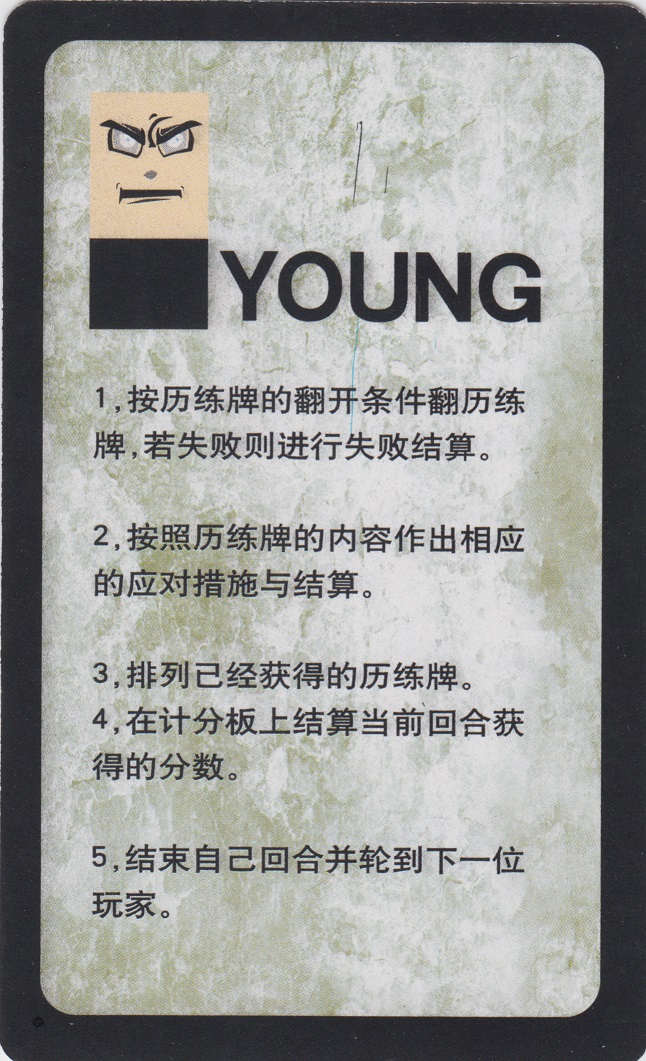 YOUNG
1,按历练牌的翻开条件翻历练
牌,若失败则进行失败结算。
2,按照历练牌的内容作出相应
的应对措施与结算。
3,排列已经获得的历练牌。
4,在计分板上结算当前回合获
得的分数。
5,结束自己回合并轮到下一位
玩家。